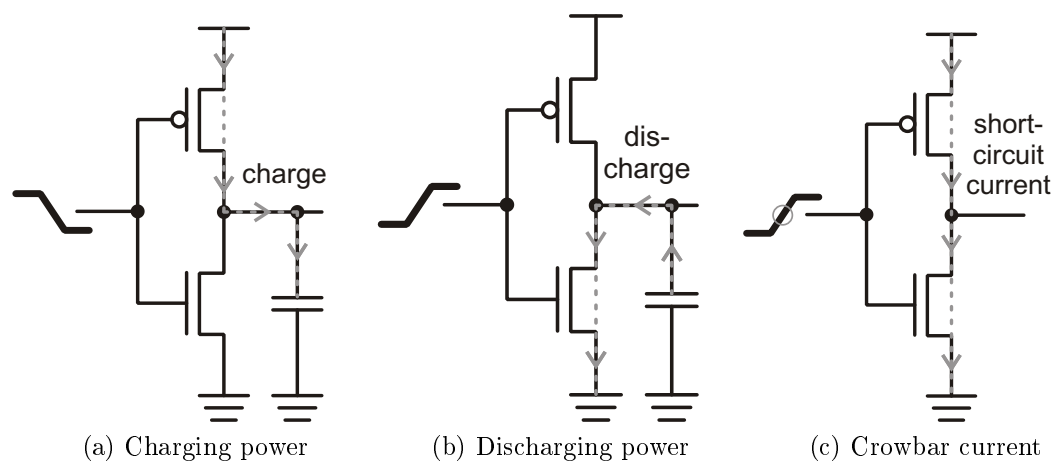 charge
dis-
charge
short-
circuit
current
(a) Charging power
(b) Discharging power
(c) Crowbar current